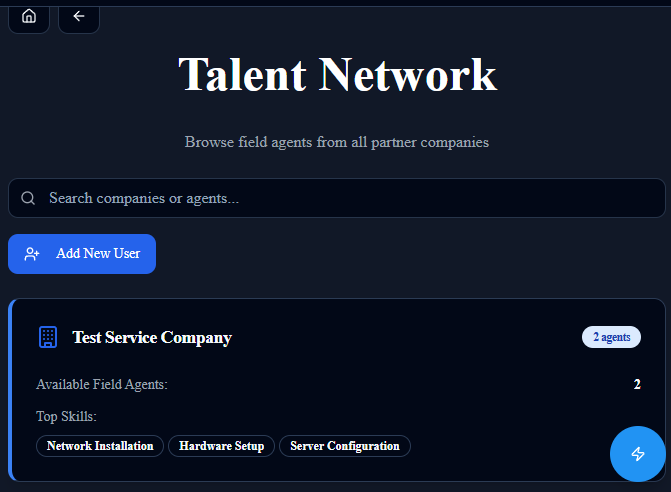 Talent Network
Browse field agents from all partner companies
Search companies or agents...
Add New User
Test Service Company
2 agents
Available Field Agents:
2
Top Skills:
Network Installation
Hardware Setup
Server Configuration